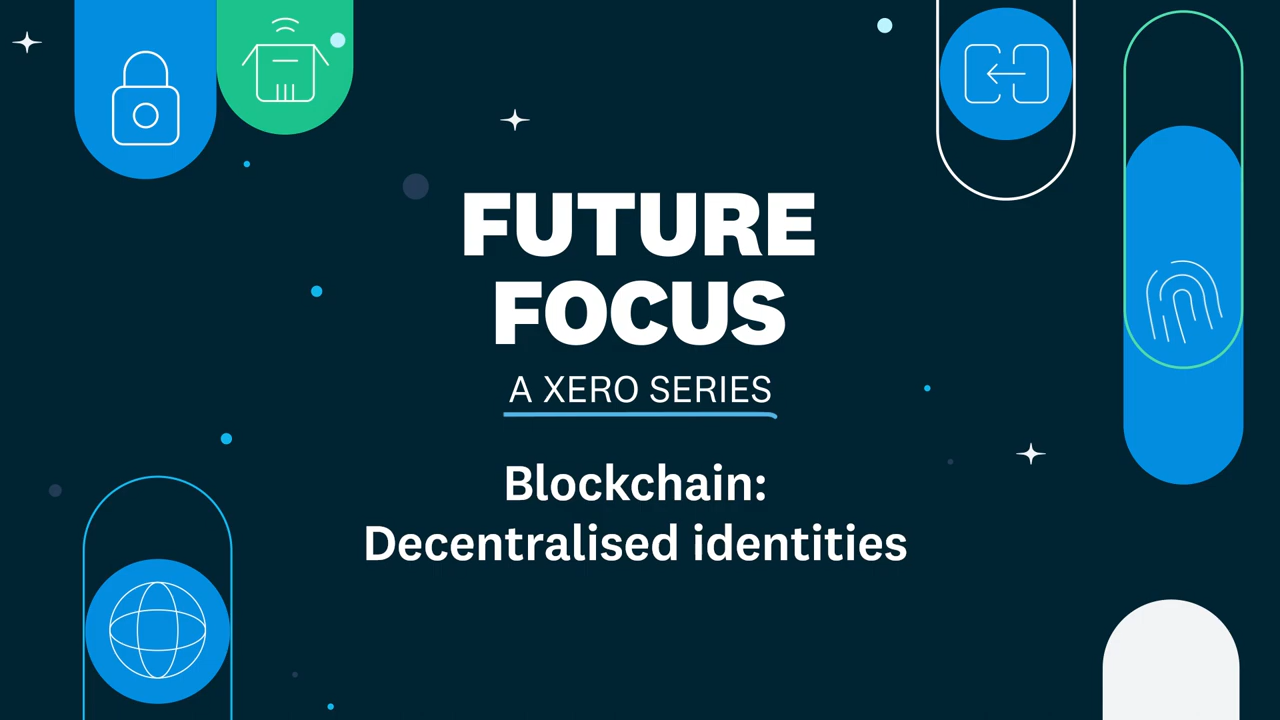 FUTURE
FOCUS
A XERO SERIES
Blockchain:
Decentralised identities